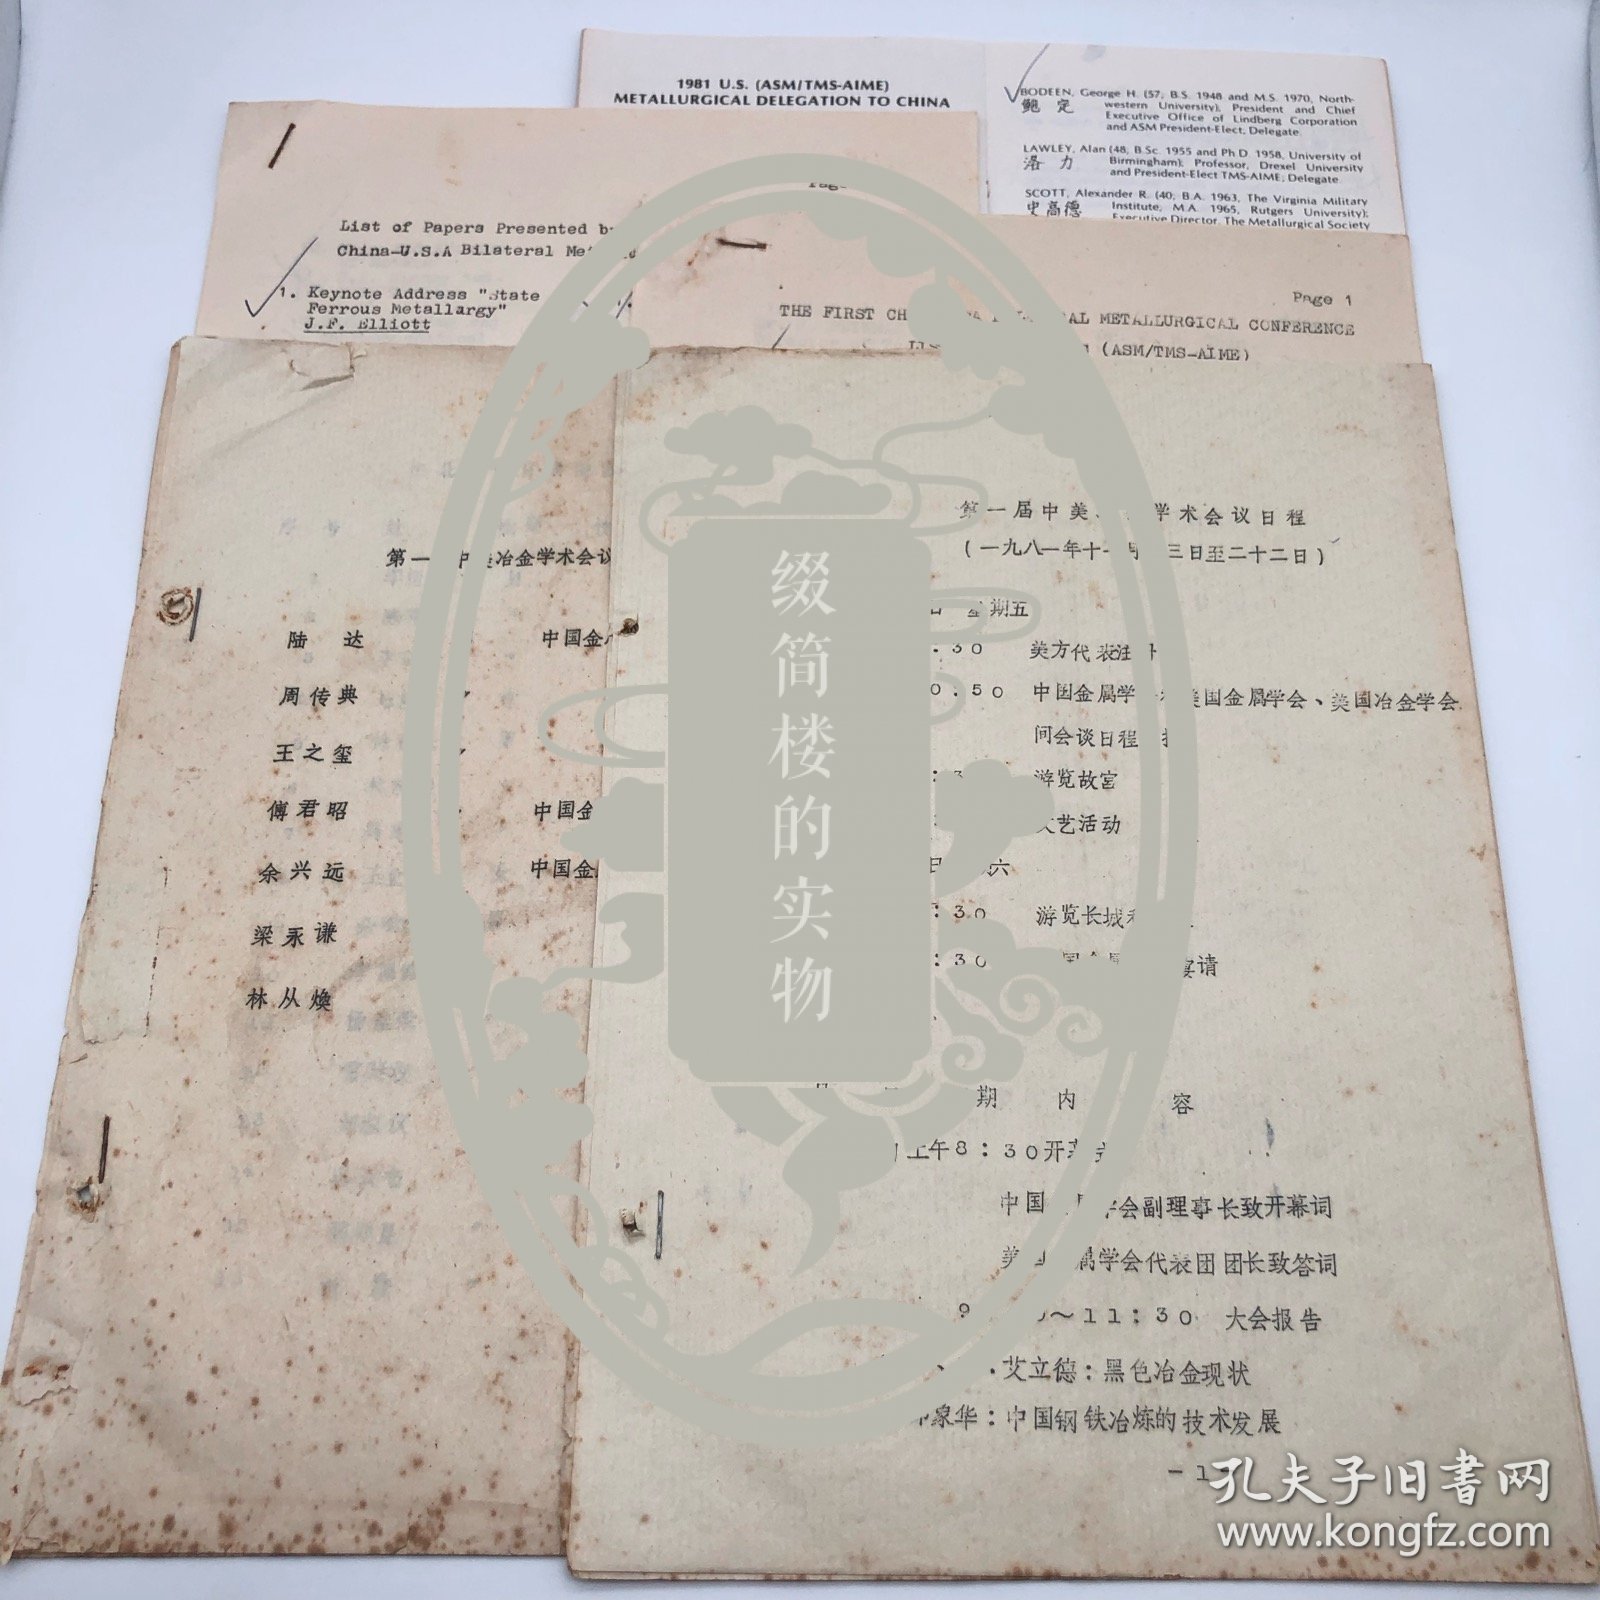 1981 U.S. (ASM/TMS-AIME)
METALLURGICAL DELEGATION TO CHINA
BODEEN, George H. (57; B.S. 1948 and M.S. 1970, North-
western University); President and Chief
Executive Office of Lindberg Corporation
and ASM President-Elect; Delegate.
鲍 定
LAWLEY, Alan (48; B.Sc. 1955 and Ph.D. 1958, University of
Birmingham); Professor, Drexel University
and President-Elect TMS-AIME; Delegate.
洛 力
SCOTT, Alexander R. (40; B.A. 1963, The Virginia Military
Institute; M.A. 1965, Rutgers University);
Executive Director, The Metallurgical Society
史高德
List of Papers Presented
China-U.S.A Bilateral
1. Keynote Address "State
Ferrous Metallargy"
J.F. Elliott
Page 1
THE FIRST METALLURGICAL CONFERENCE
(ASM/TMS-AIME)
第一 冶金学术会议
陆 达 中国金
周传典
王之玺
傅君昭 中国金
余兴远 中国金
梁永谦
林从焕
第一届中美 学术会议日程
(一九八一年十 三日至二十二日)
星期五
30 美方代表注
0.50 中国金属学 美国金属学会、美国冶金学会
间会谈日程
游览故宫
文艺活动
六
:30 游览长城
:30 宴请
期 内 容
上午8:30开幕
中国 学会副理事长致开幕词
美 属学会代表团团长致答词
9 ~11:30 大会报告
艾立德:黑色冶金现状
象华:中国钢铁冶炼的技术发展
-1
缀简楼的实物
孔夫子旧书网
www.kongfz.com